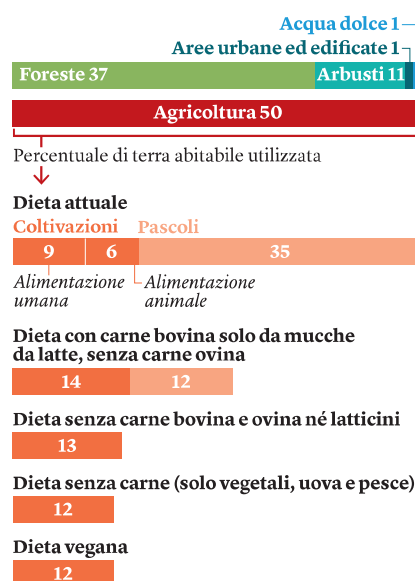 Acqua dolce 1
Aree urbane ed edificate 1
Foreste 37 Arbusti 11
Agricoltura 50
Percentuale di terra abitabile utilizzata
Dieta attuale
Coltivazioni Pascoli
9 6 35
Alimentazione umana
Alimentazione animale
Dieta con carne bovina solo da mucche
da latte, senza carne ovina
14 12
Dieta senza carne bovina e ovina né latticini
13
Dieta senza carne (solo vegetali, uova e pesce)
12
Dieta vegana
12